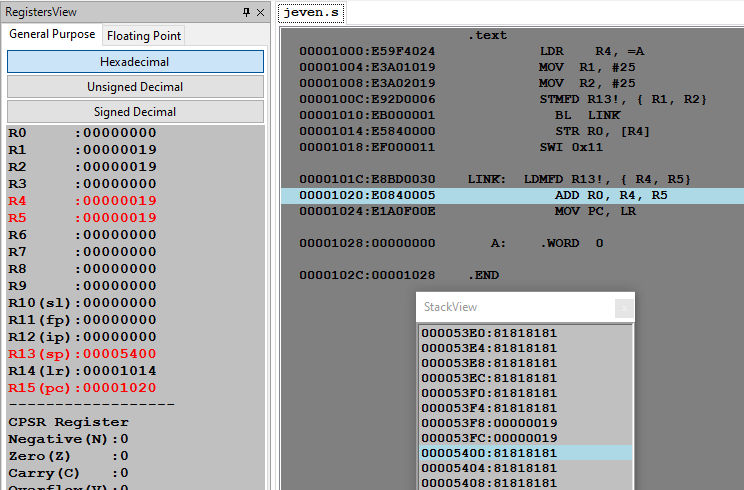 RegistersView
General Purpose Floating Point
Hexadecimal
Unsigned Decimal
Signed Decimal
R0 :00000000
R1 :00000019
R2 :00000019
R3 :00000000
R4 :00000019
R5 :00000019
R6 :00000000
R7 :00000000
R8 :00000000
R9 :00000000
R10(sl):00000000
R11(fp):00000000
R12(ip):00000000
R13(sp):00005400
R14(lr):00001014
R15(pc):00001020
-------------------
CPSR Register
Negative(N):0
Zero(Z) :0
Carry(C) :0
Overflow(V):0
jeven.s
.text
00001000:E59F4024 LDR R4, =A
00001004:E3A01019 MOV R1, #25
00001008:E3A02019 MOV R2, #25
0000100C:E92D0006 STMFD R13!, { R1, R2}
00001010:EB000001 BL LINK
00001014:E5840000 STR R0, [R4]
00001018:EF000011 SWI 0x11
0000101C:E8BD0030 LINK: LDMFD R13!, { R4, R5}
00001020:E0840005 ADD R0, R4, R5
00001024:E1A0F00E MOV PC, LR
00001028:00000000 A: .WORD 0
0000102C:00001028 .END
StackView
000053E0:81818181
000053E4:81818181
000053E8:81818181
000053EC:81818181
000053F0:81818181
000053F4:81818181
000053F8:00000019
000053FC:00000019
00005400:81818181
00005404:81818181
00005408:81818181